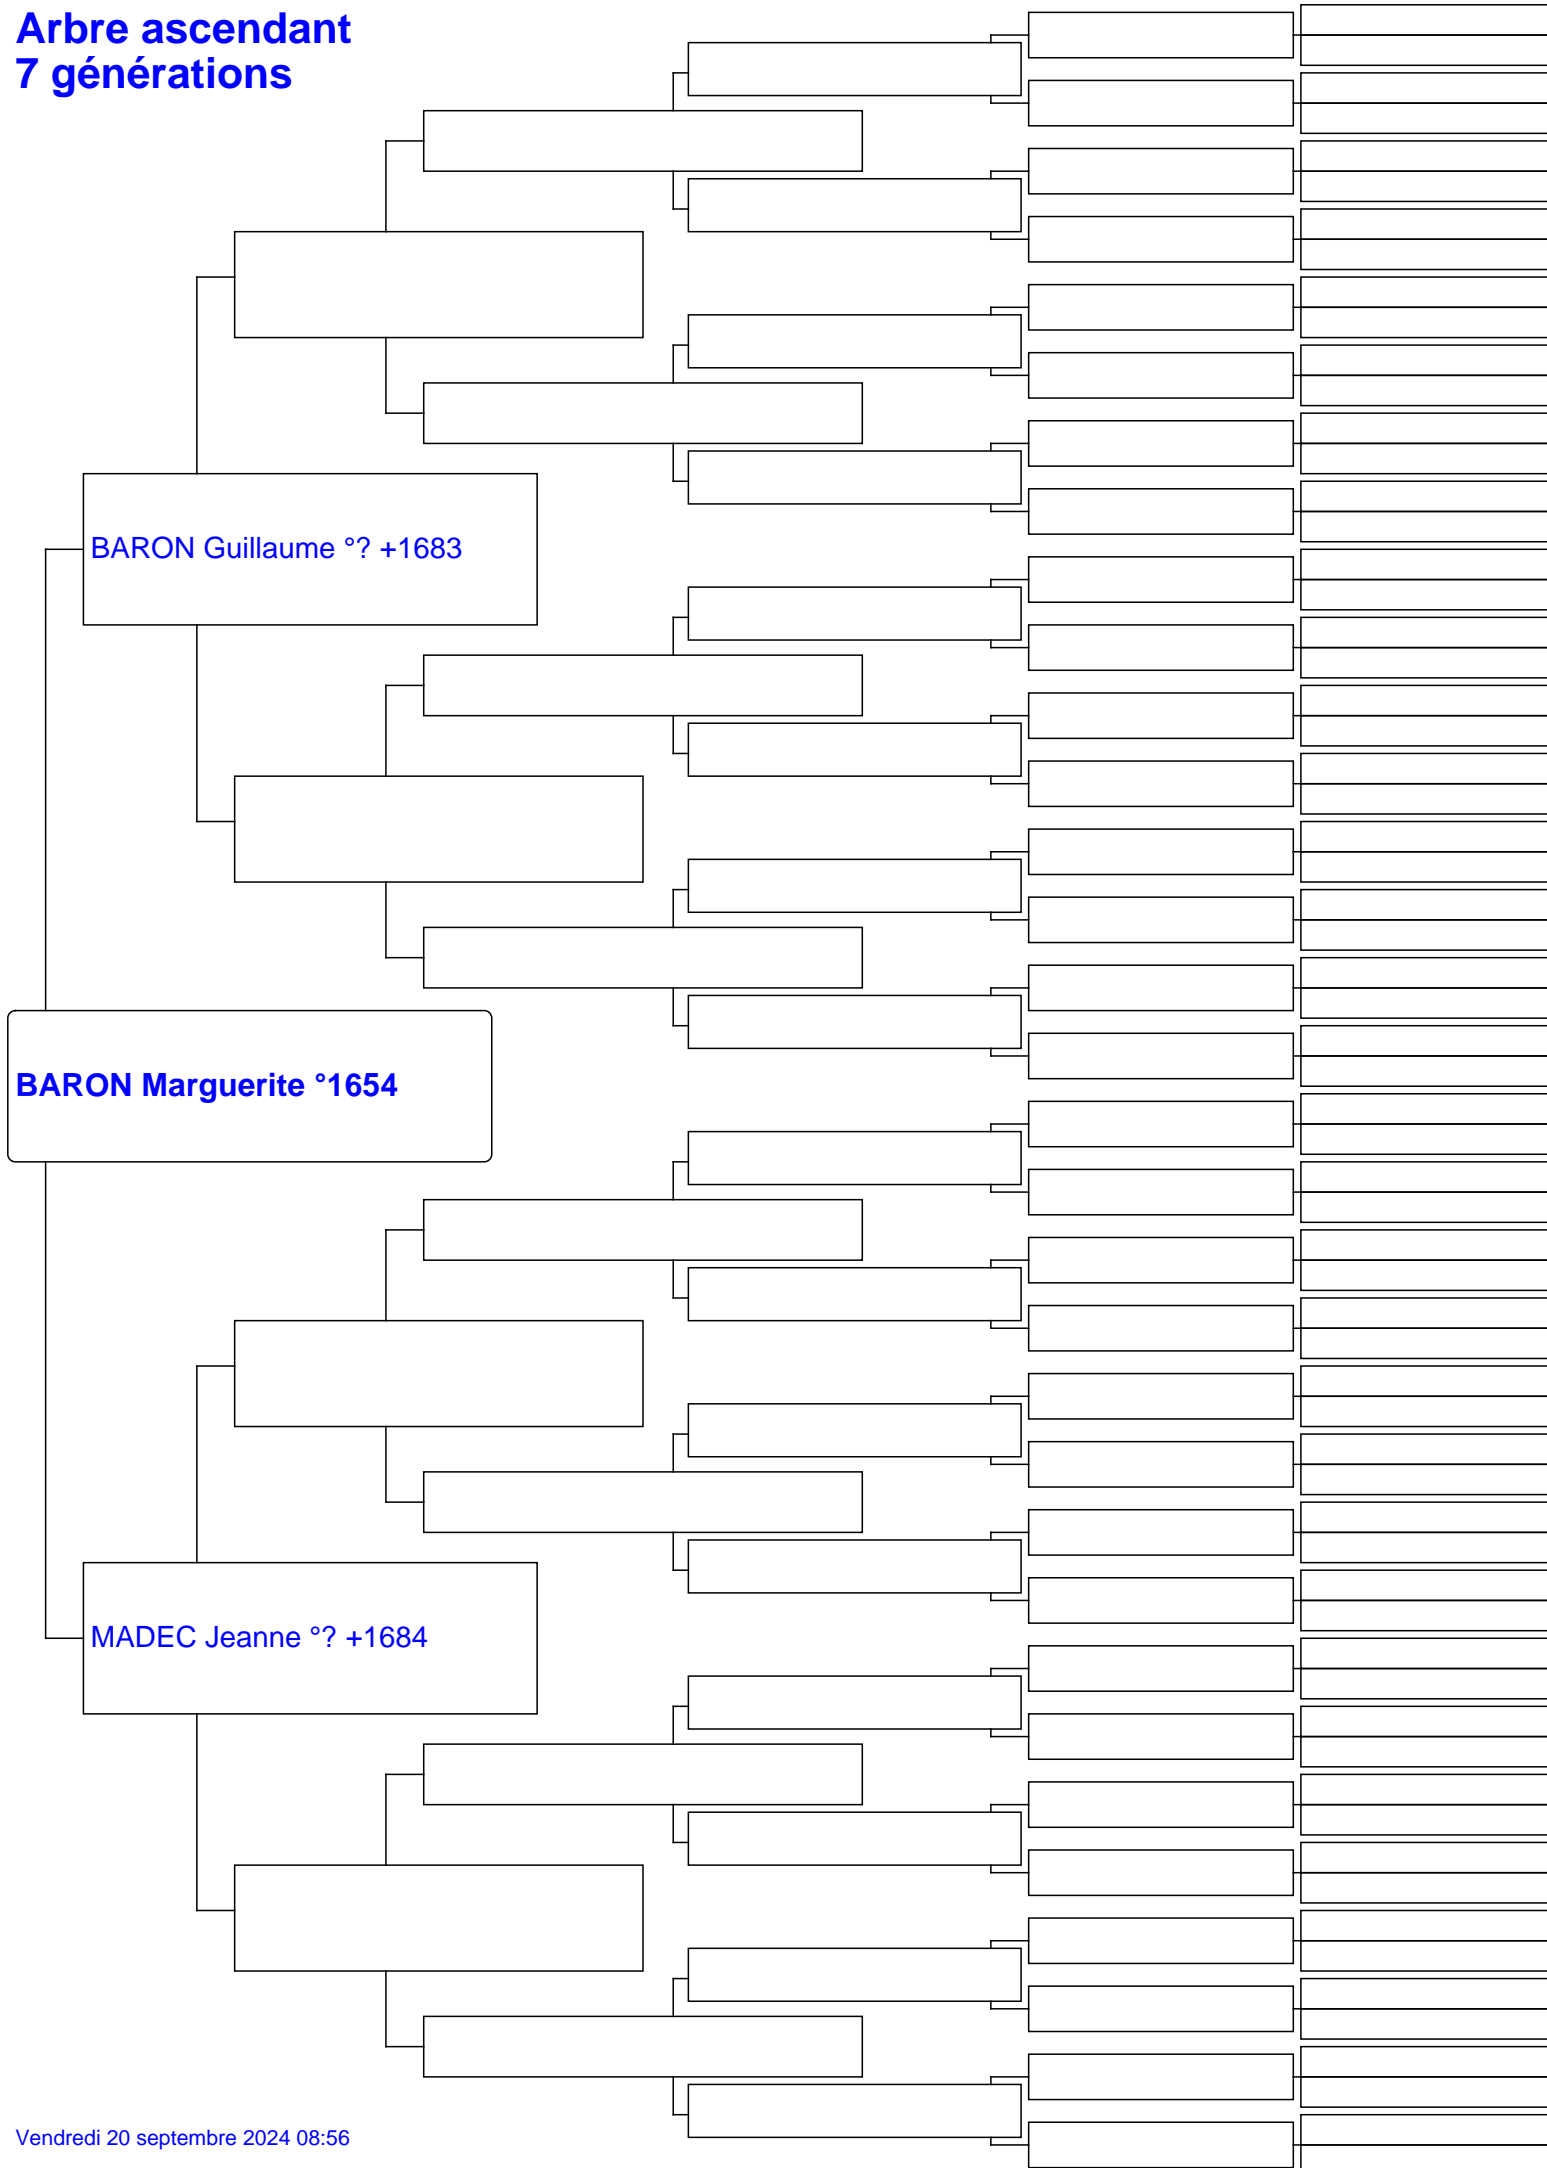 Arbre ascendant
7 générations
BARON Guillaume °? +1683
BARON Marguerite °1654
MADEC Jeanne °? +1684
Vendredi 20 septembre 2024 08:56